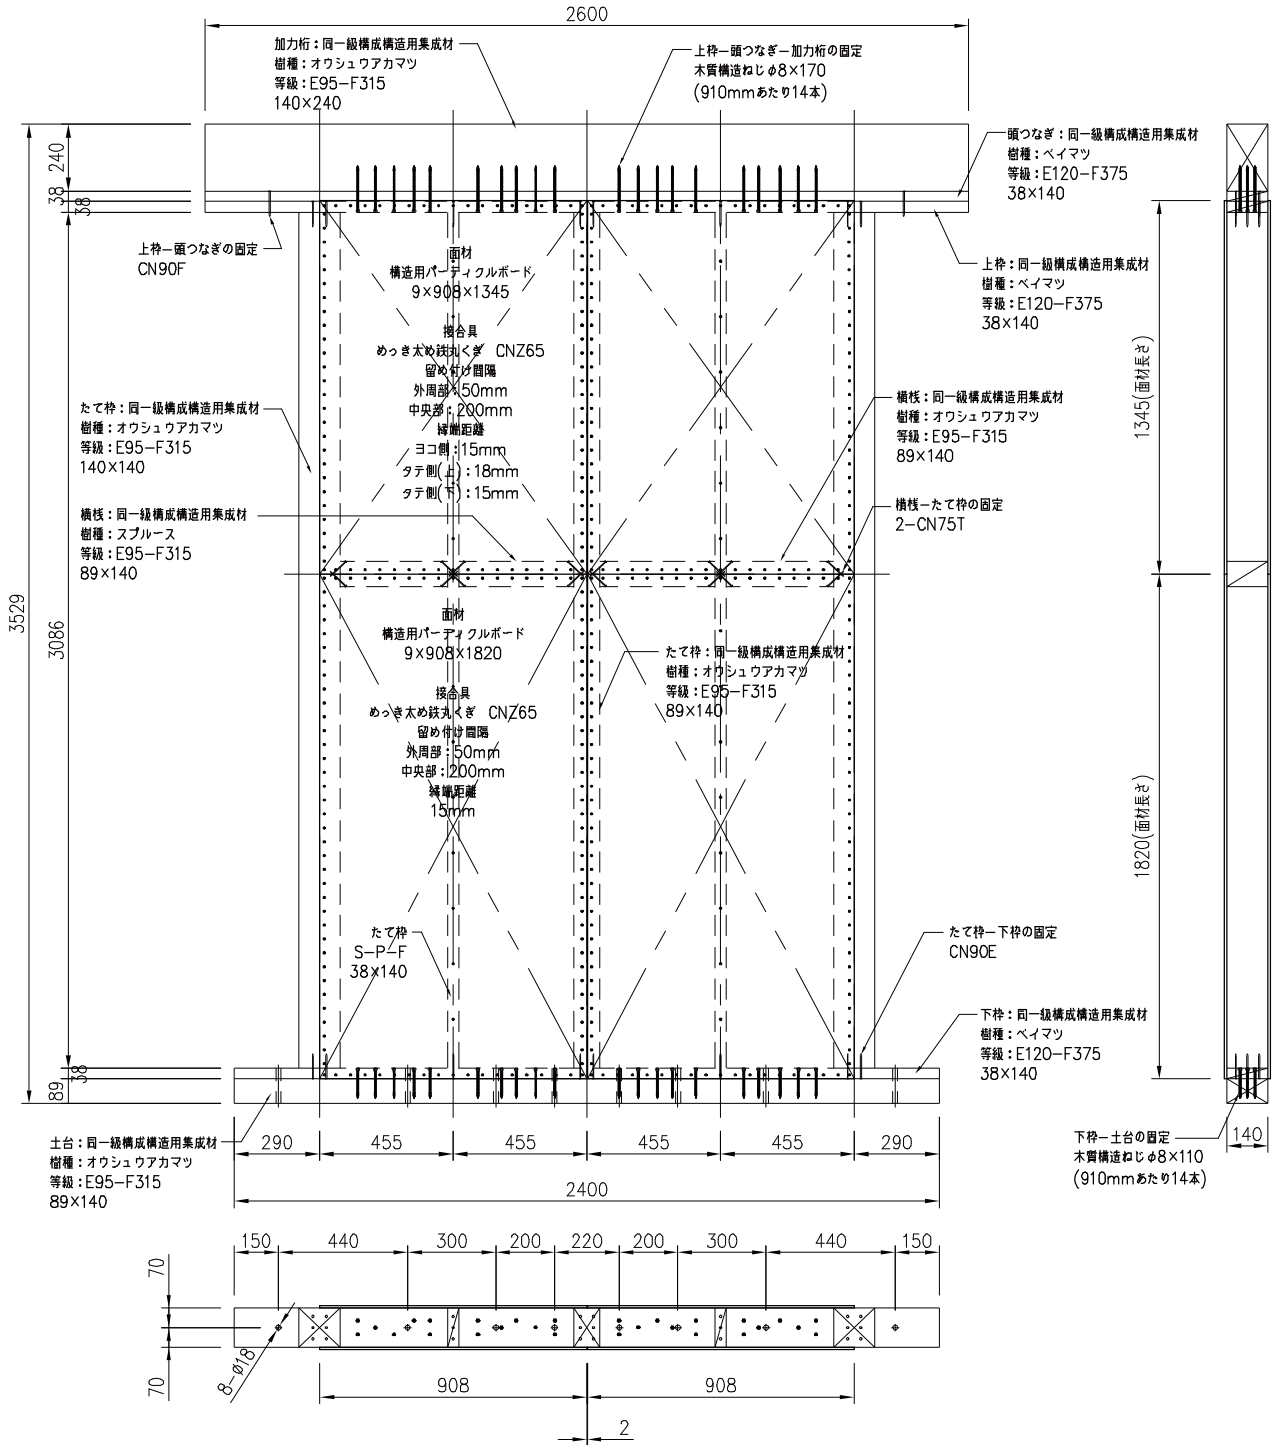 2600
加力桁：同一級構成構造用集成材
樹種：オウシュウアカマツ
等級：E95−F315
140×240
上枠−頭つなぎ−加力桁の固定
木質構造ねじφ8×170
(910mmあたり14本)
頭つなぎ：同一級構成構造用集成材
樹種：ベイマツ
等級：E120−F375
38×140
240
38
38
上枠−頭つなぎの固定
CN90F
上枠：同一級構成構造用集成材
樹種：ベイマツ
等級：E120−F375
38×140
面材
構造用パーティクルボード
9×908×1345
接合具
めっき太め鉄丸くぎ CNZ65
留め付け間隔
外周部：50mm
中央部：200mm
縁端距離
ヨコ側：15mm
タテ側(上)：18mm
タテ側(下)：15mm
1345(面材長さ)
たて枠：同一級構成構造用集成材
樹種：オウシュウアカマツ
等級：E95−F315
140×140
横桟：同一級構成構造用集成材
樹種：オウシュウアカマツ
等級：E95−F315
89×140
横桟：同一級構成構造用集成材
樹種：スプルース
等級：E95−F315
89×140
横桟−たて枠の固定
2−CN75T
3529
3086
面材
構造用パーティクルボード
9×908×1820
接合具
めっき太め鉄丸くぎ CNZ65
留め付け間隔
外周部：50mm
中央部：200mm
縁端距離
15mm
たて枠：同一級構成構造用集成材
樹種：オウシュウアカマツ
等級：E95−F315
89×140
1820(面材長さ)
たて枠
S−P−F
38×140
たて枠−下枠の固定
CN90E
下枠：同一級構成構造用集成材
樹種：ベイマツ
等級：E120−F375
38×140
38
89
土台：同一級構成構造用集成材
樹種：オウシュウアカマツ
等級：E95−F315
89×140
290 455 455 455 455 290
2400
下枠−土台の固定
木質構造ねじφ8×110
(910mmあたり14本)
140
150 440 300 200 220 200 300 440 150
70
70
8−φ18
908 908
2